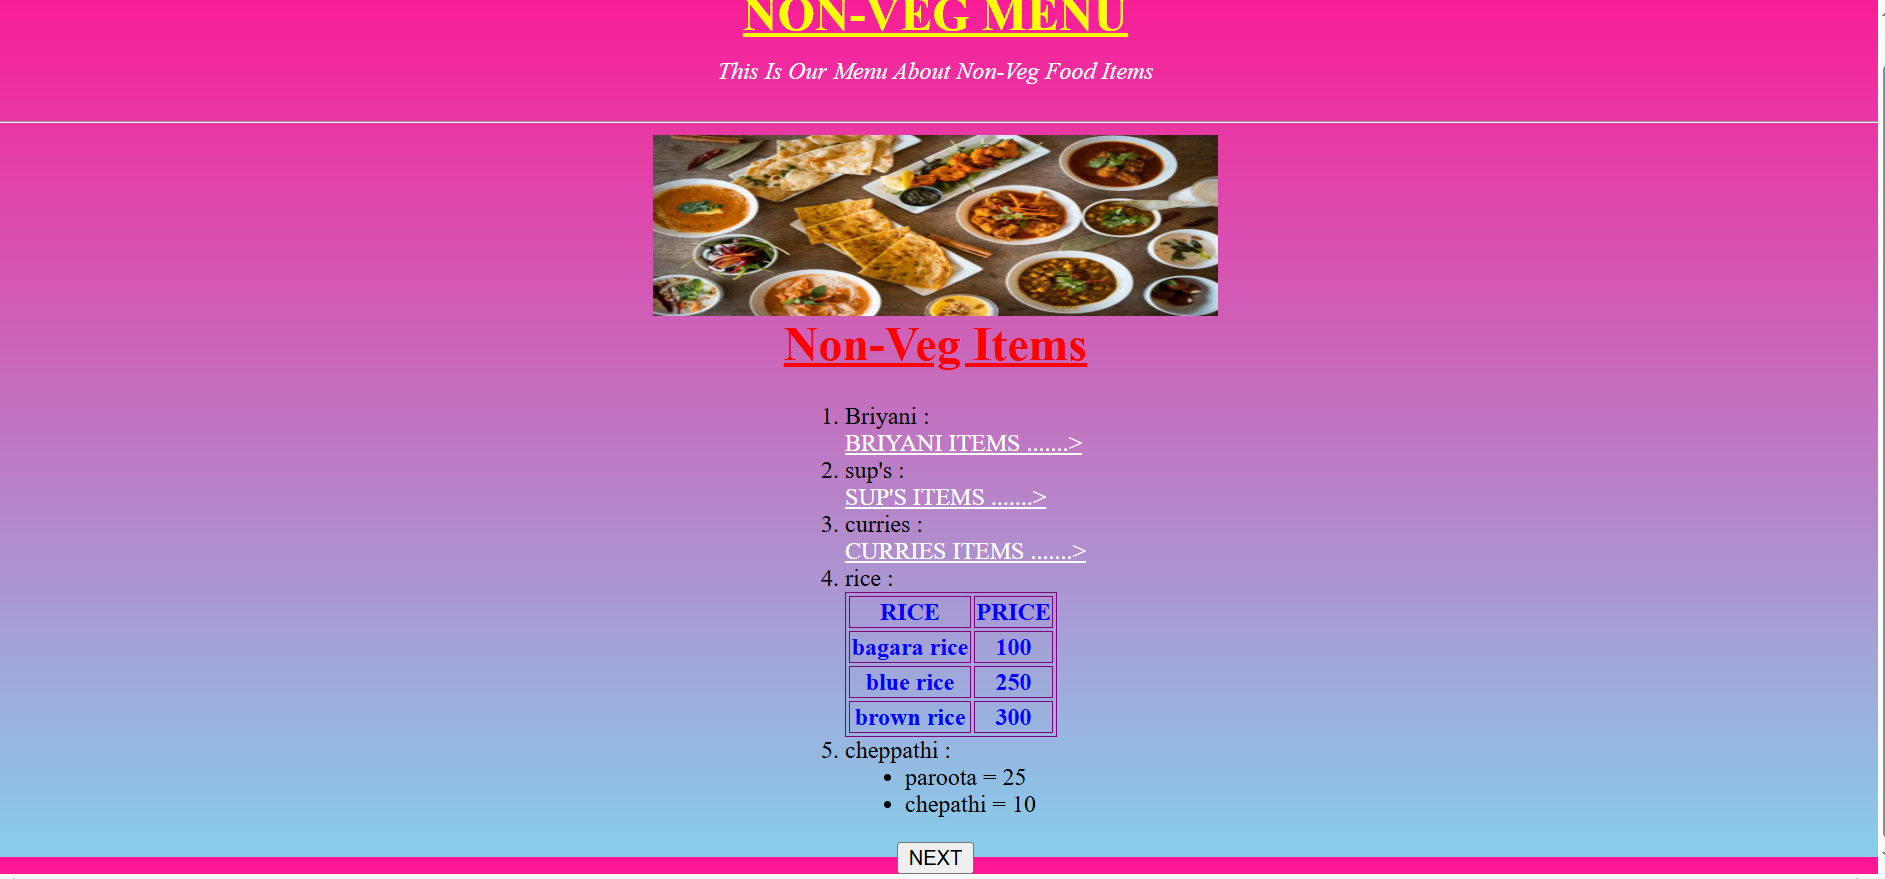 NON-VEG MENU
This Is Our Menu About Non-Veg Food Items
Non-Veg Items
1. Briyani :
BRIYANI ITEMS .......>
2. sup's :
SUP'S ITEMS .......>
3. curries :
CURRIES ITEMS .......>
4. rice :
RICE PRICE
bagara rice 100
blue rice 250
brown rice 300
5. cheppathi :
• paroota = 25
• chepathi = 10
NEXT